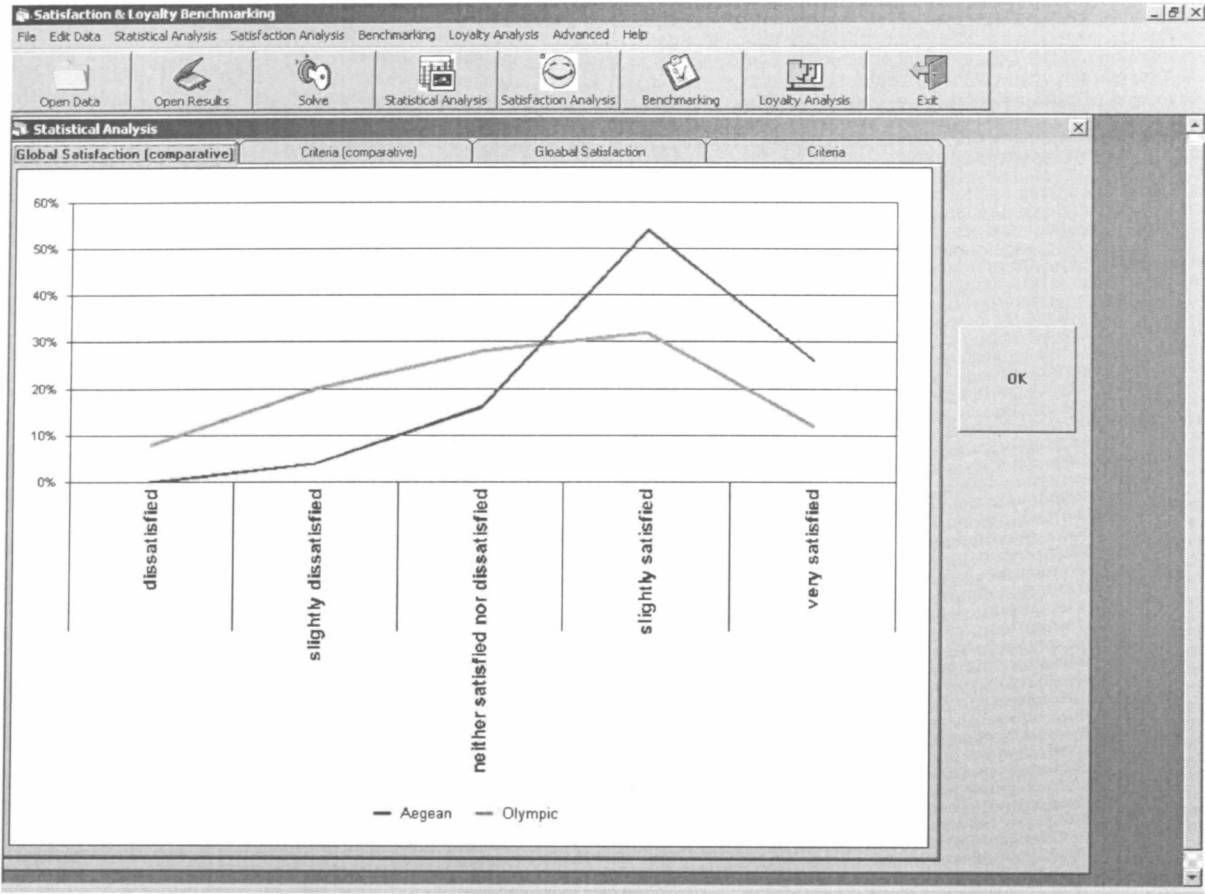 Satisfaction & Loyalty Benchmarking
File Edit Data Statistical Analysis Satisfaction Analysis Benchmarking Loyalty Analysis Advanced Help
Open Data Open Results Solve Statistical Analysis Satisfaction Analysis Benchmarking Loyalty Analysis Exit
Statistical Analysis
Global Satisfaction (comparative) Criteria (comparative) Gloabal Satisfaction Criteria
60%
50%
40%
30%
20%
10%
0%
dissatisfied
slightly dissatisfied
neither satisfied nor dissatisfied
slightly satisfied
very satisfied
Aegean Olympic
OK